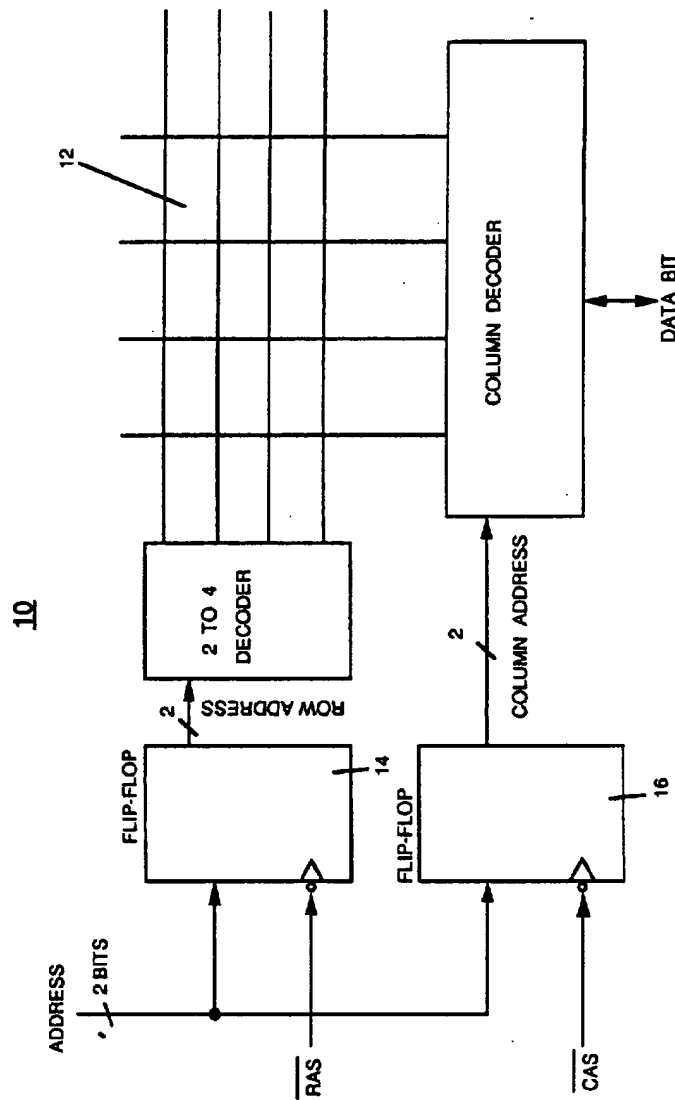 10
ADDRESS
2 BITS
FLIP-FLOP
14
RAS
2
ROW ADDRESS
2 TO 4
DECODER
12
FLIP-FLOP
16
CAS
2
COLUMN ADDRESS
COLUMN DECODER
DATA BIT